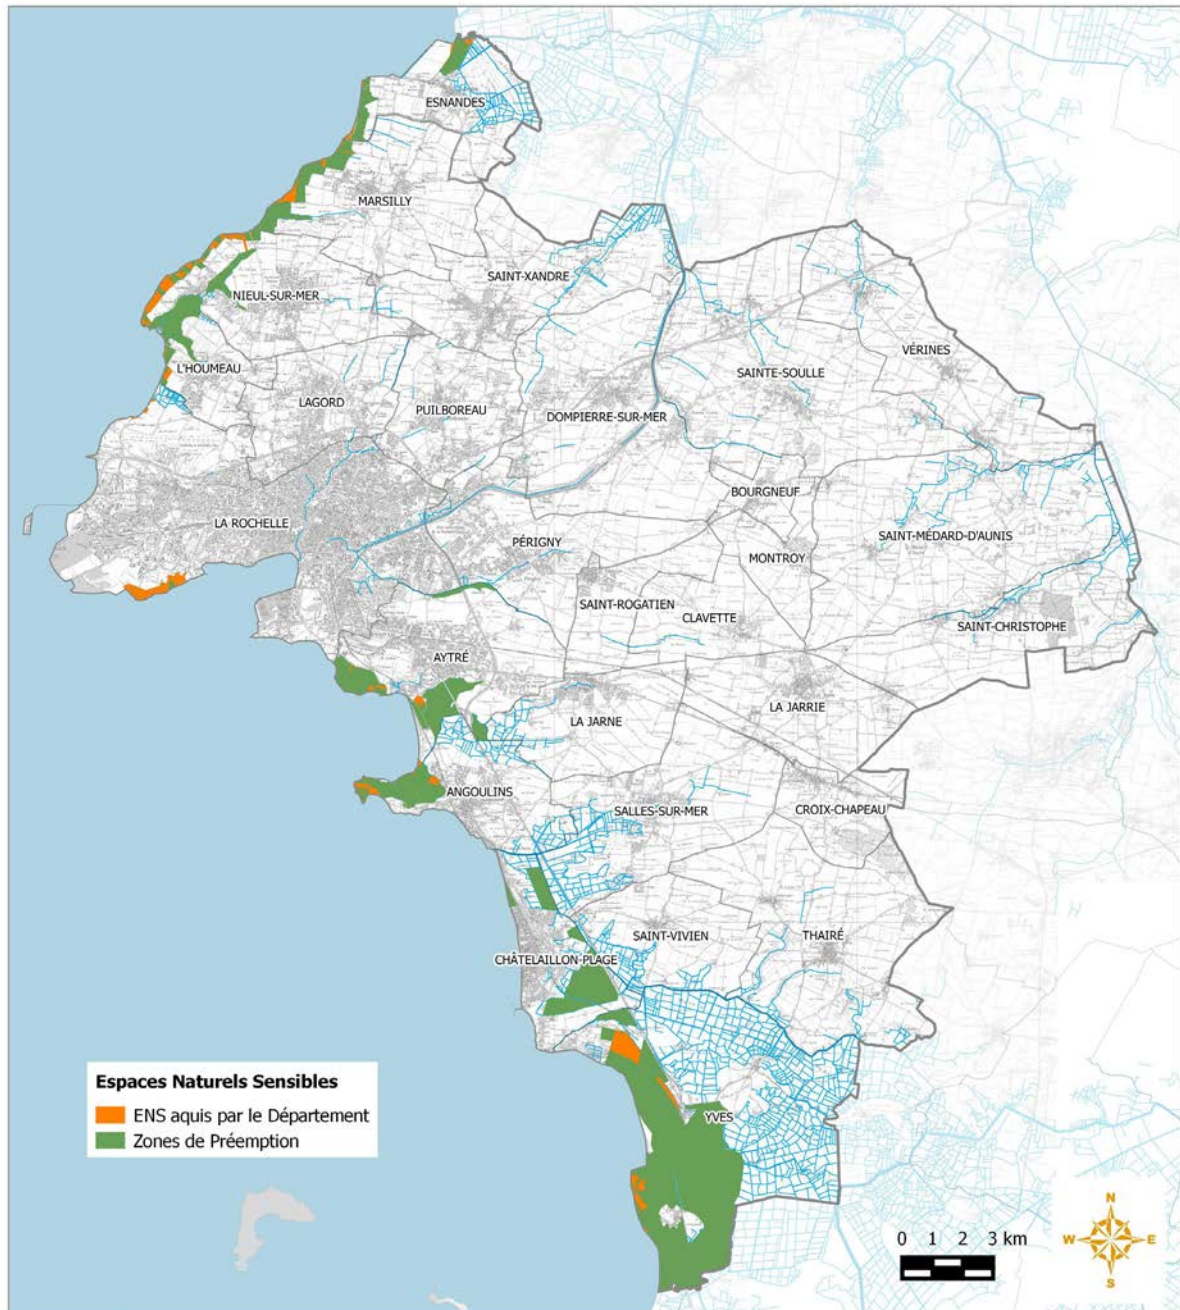 ESNANDES
MARSILLY
SAINT-XANDRE
NIEUL-SUR-MER
VÉRINES
L'HOUMEAU
SAINTE-SOULLE
LAGORD
PUILBOREAU
DOMPIERRE-SUR-MER
BOURGNEUF
LA ROCHELLE
SAINT-MÉDARD-D'AUNIS
PÉRIGNY
MONTROY
SAINT-ROGATIEN
CLAVETTE
SAINT-CHRISTOPHE
AYTRÉ
LA JARRIE
LA JARNE
ANGOULINS
SALLES-SUR-MER
CROIX-CHAPEAU
SAINT-VIVIEN
THAIRÉ
CHÂTELAILLON-PLAGE
YVES
Espaces Naturels Sensibles
ENS aquis par le Département
Zones de Préemption
0 1 2 3 km
N
W E
S